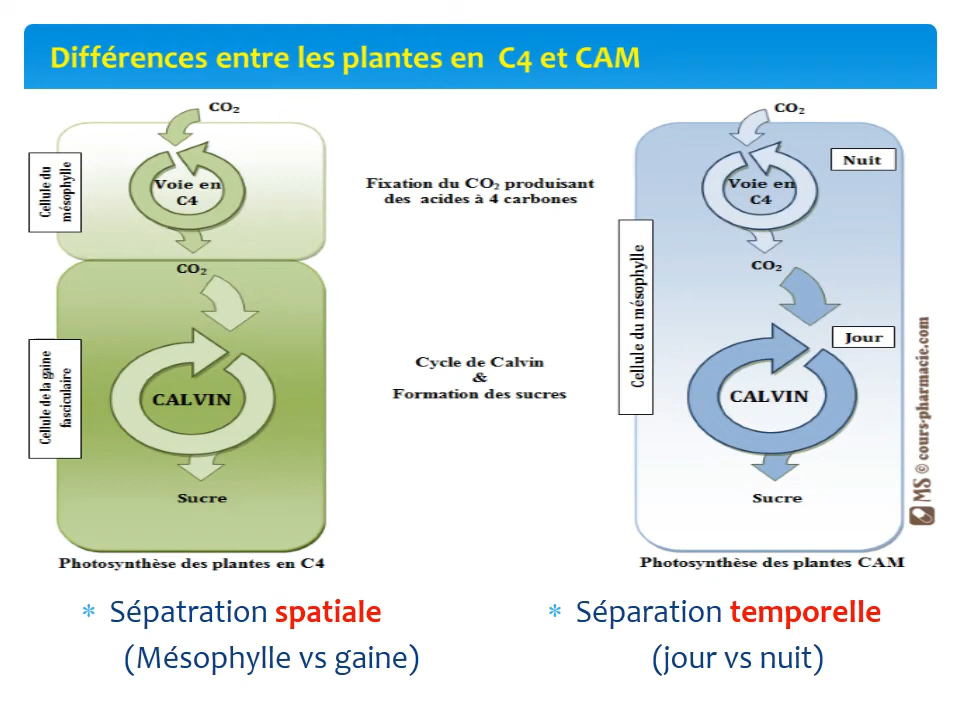 Différences entre les plantes en C4 et CAM
CO₂
Cellule du
mésophylle
Voie en
C4
CO₂
Cellule de la gaine
fasciculaire
CALVIN
Sucre
Photosynthèse des plantes en C4
Fixation du CO₂ produisant
des acides à 4 carbones
Cycle de Calvin
&
Formation des sucres
CO₂
Nuit
Voie en
C4
CO₂
Cellule du mésophylle
Jour
CALVIN
Sucre
Photosynthèse des plantes CAM
MS © cours-pharmacie.com
* Sépatration spatiale
(Mésophylle vs gaine)
* Séparation temporelle
(jour vs nuit)